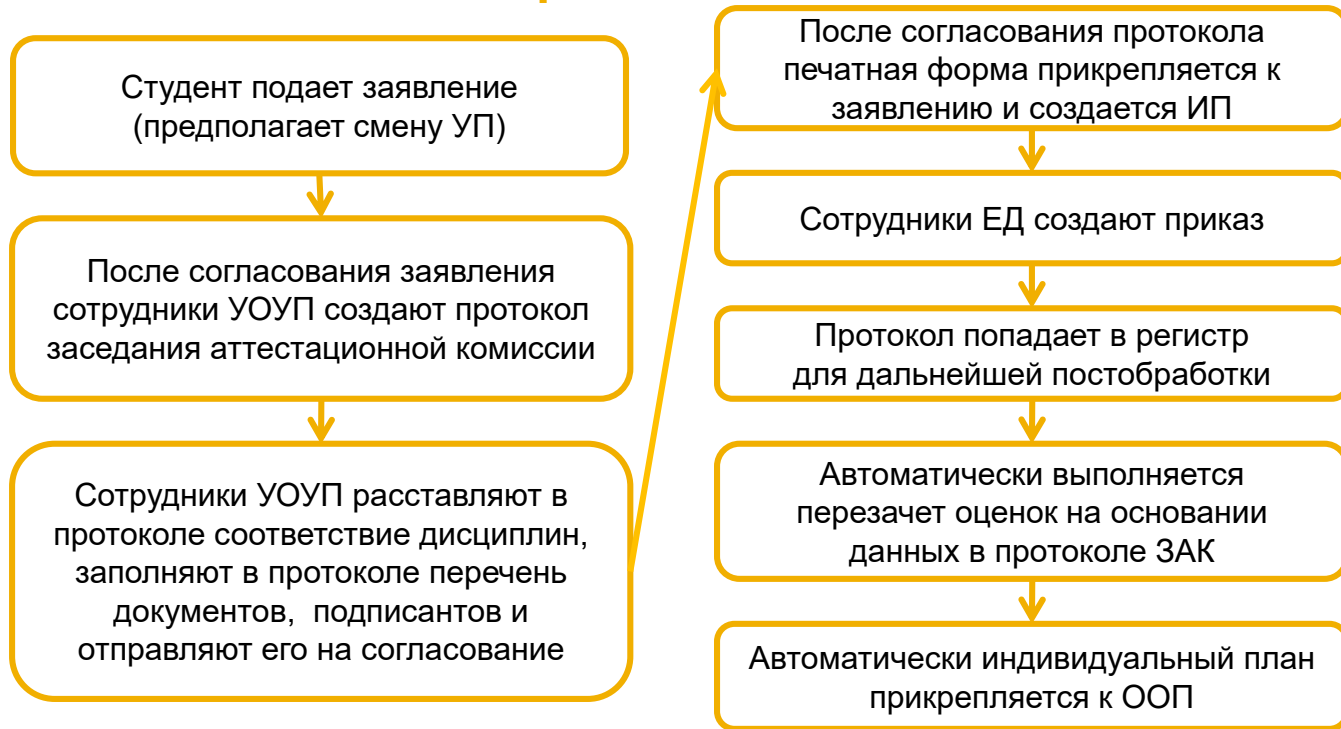 Студент подает заявление
(предполагает смену УП)
После согласования заявления
сотрудники УОУП создают протокол
заседания аттестационной комиссии
Сотрудники УОУП расставляют в
протоколе соответствие дисциплин,
заполняют в протоколе перечень
документов, подписантов и
отправляют его на согласование
После согласования протокола
печатная форма прикрепляется к
заявлению и создается ИП
Сотрудники ЕД создают приказ
Протокол попадает в регистр
для дальнейшей постобработки
Автоматически выполняется
перезачет оценок на основании
данных в протоколе ЗАК
Автоматически индивидуальный план
прикрепляется к ООП